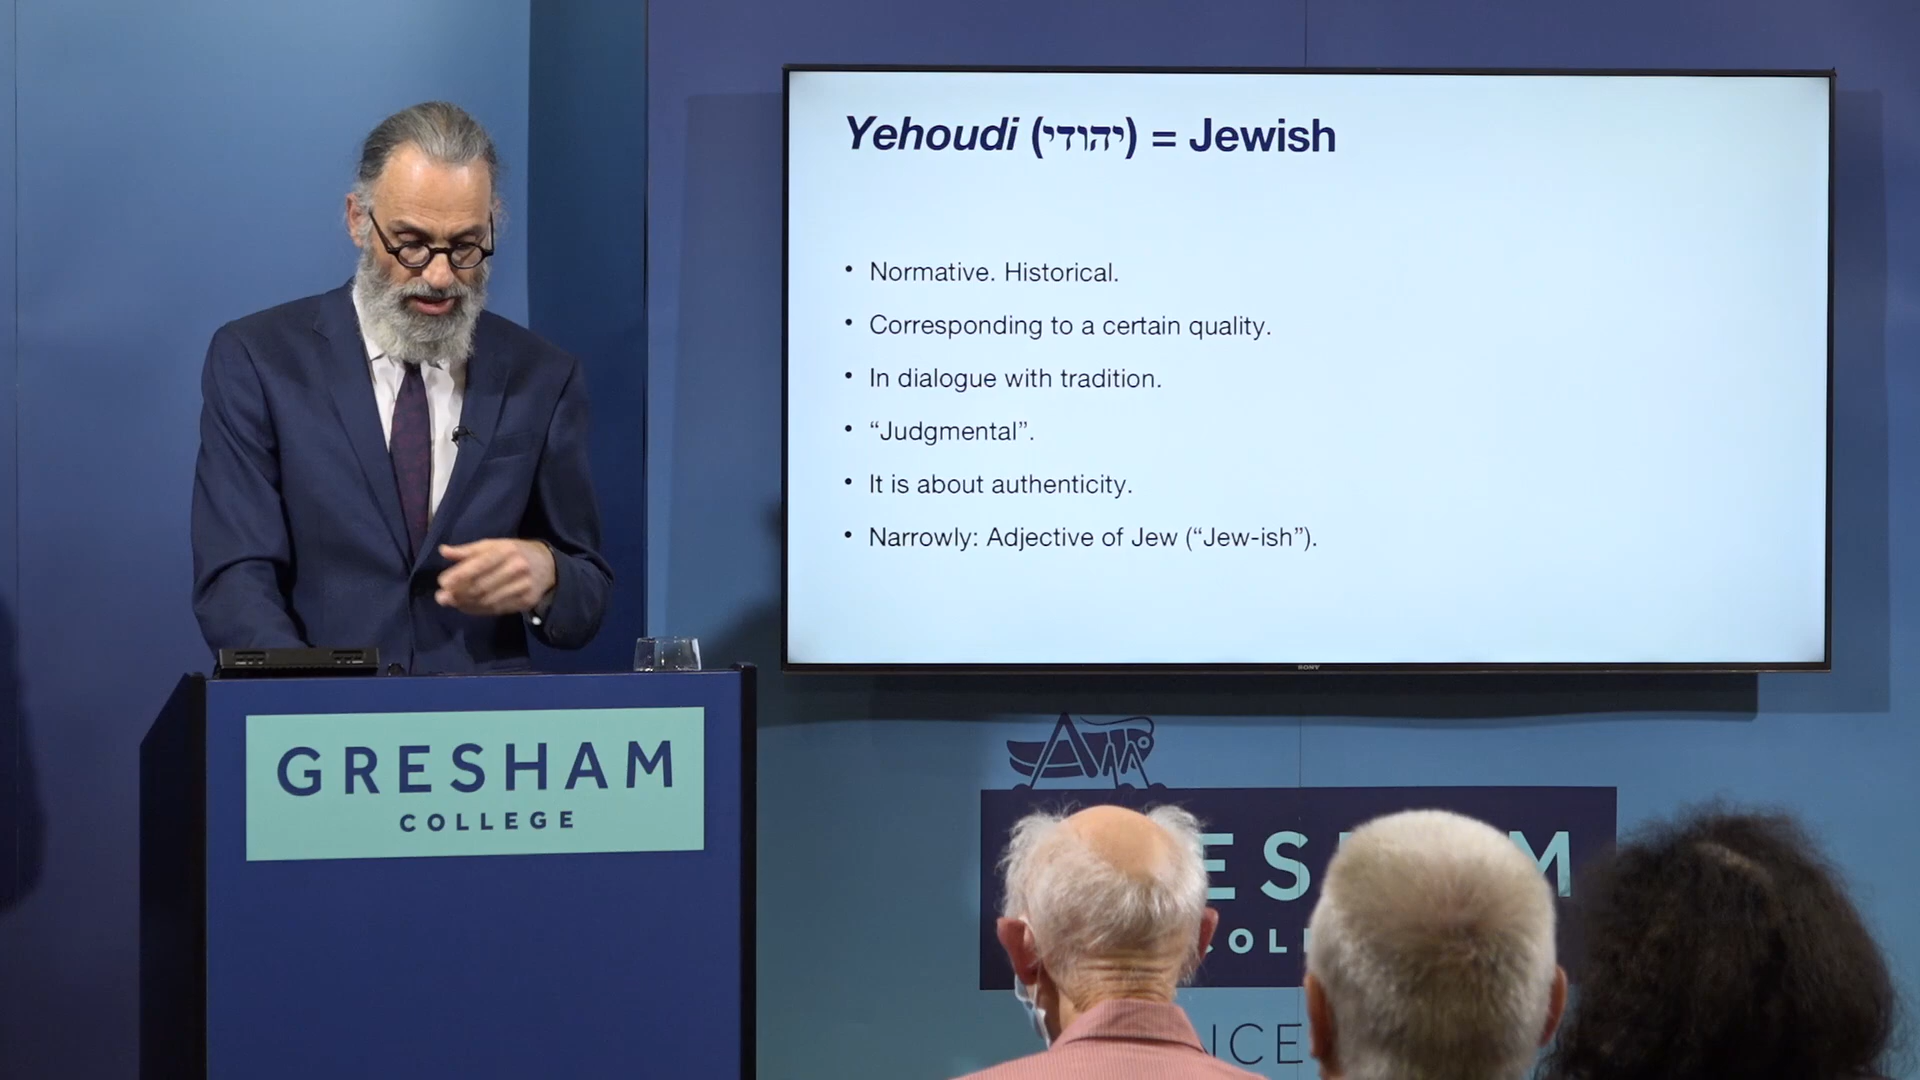 Yehoudi (יהודי) = Jewish
• Normative. Historical.
• Corresponding to a certain quality.
• In dialogue with tradition.
• “Judgmental”.
• It is about authenticity.
• Narrowly: Adjective of Jew (“Jew-ish”).
SONY
GRESHAM
COLLEGE